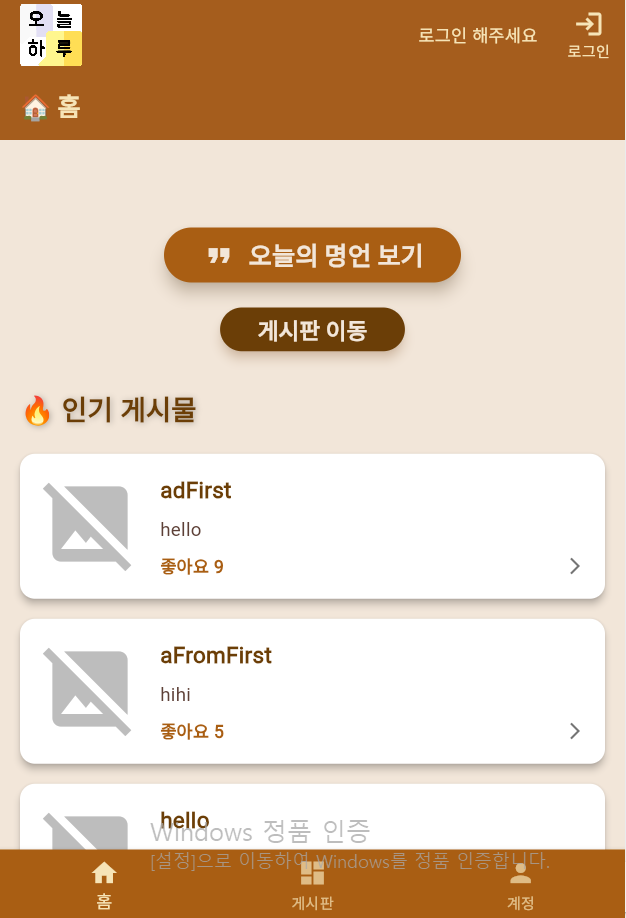 오늘
하루
로그인 해주세요
로그인
🏠 홈
오늘의 명언 보기
게시판 이동
🔥 인기 게시물
adFirst
hello
좋아요 9
aFromFirst
hihi
좋아요 5
hello
Windows 정품 인증
[설정]으로 이동하여 Windows를 정품 인증합니다.
홈
게시판
계정